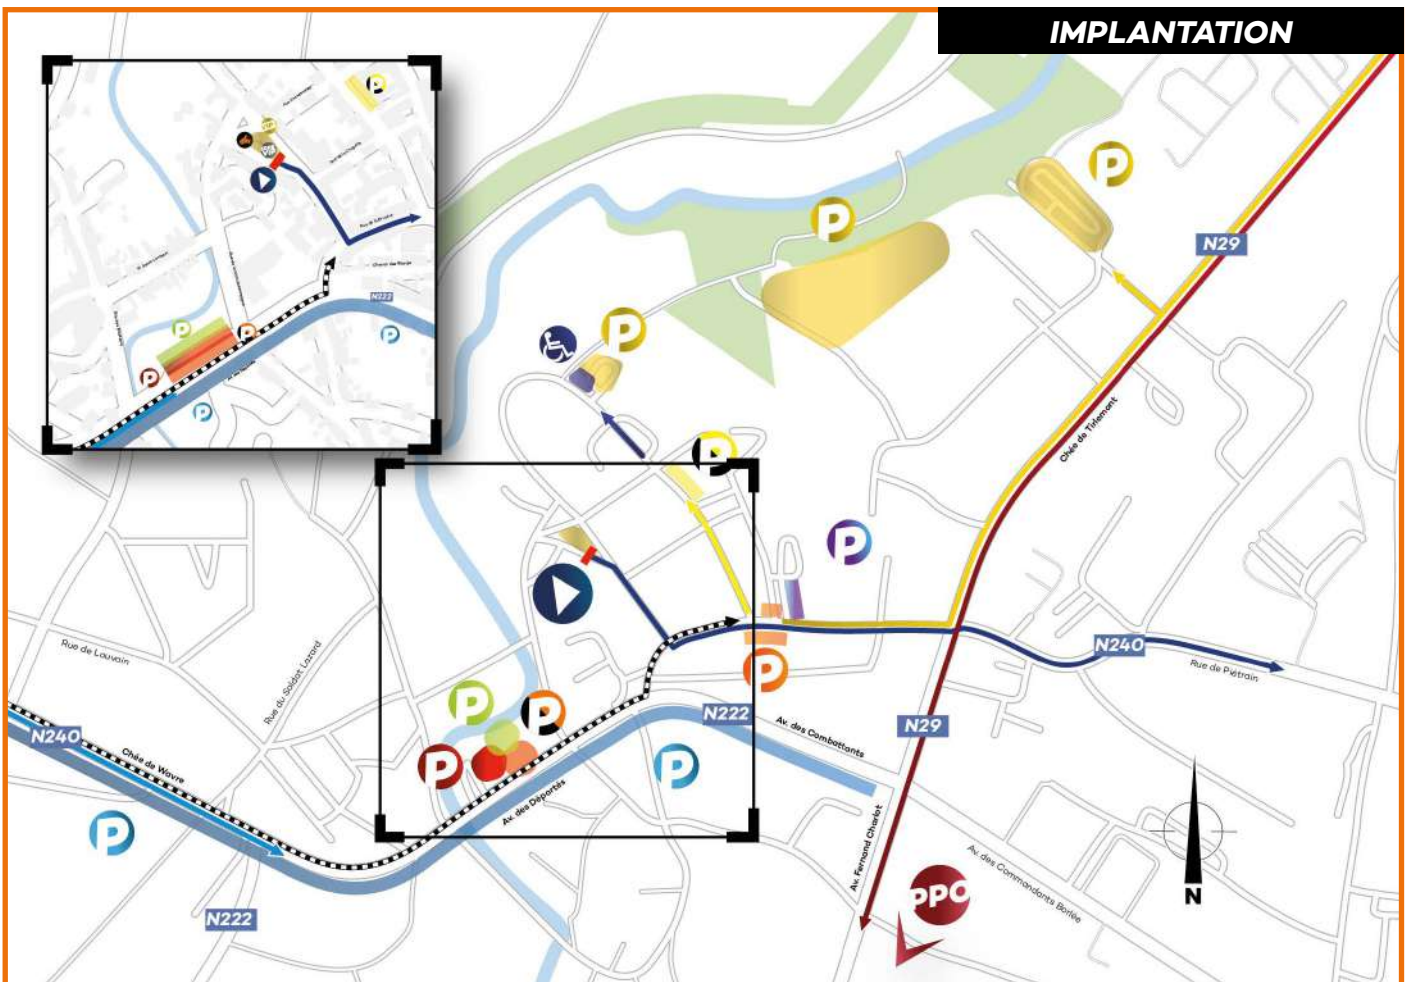 IMPLANTATION
P
N222
P
P
P
P
P
P
P
P
N29
Chée de Tirlemont
P
P
N240
Rue de Piétrain
Rue de Louvain
Rue du Soldat Lazard
P
P
P
P
N222
Av. des Combattants
N29
N240
Chée de Wavre
P
P
Av. des Déportés
Av. Fernand Charlot
PPO
Av. des Commandants Borlée
N
N222